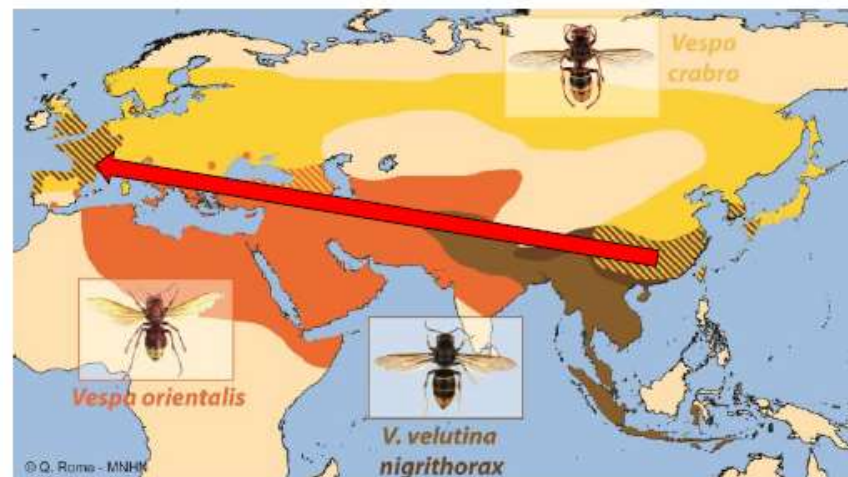 Vespa
crabro
Vespa orientalis
V. velutina
nigrithorax
© Q. Rome - MNHN